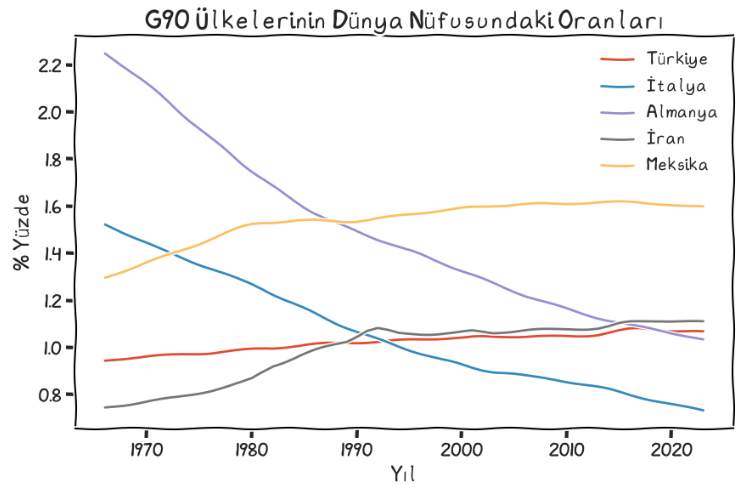 G90 Ülkelerinin Dünya Nüfusundaki Oranları
Türkiye
İtalya
Almanya
İran
Meksika
% Yüzde
2.2
2.0
1.8
1.6
1.4
1.2
1.0
0.8
1970 1980 1990 2000 2010 2020
Yıl